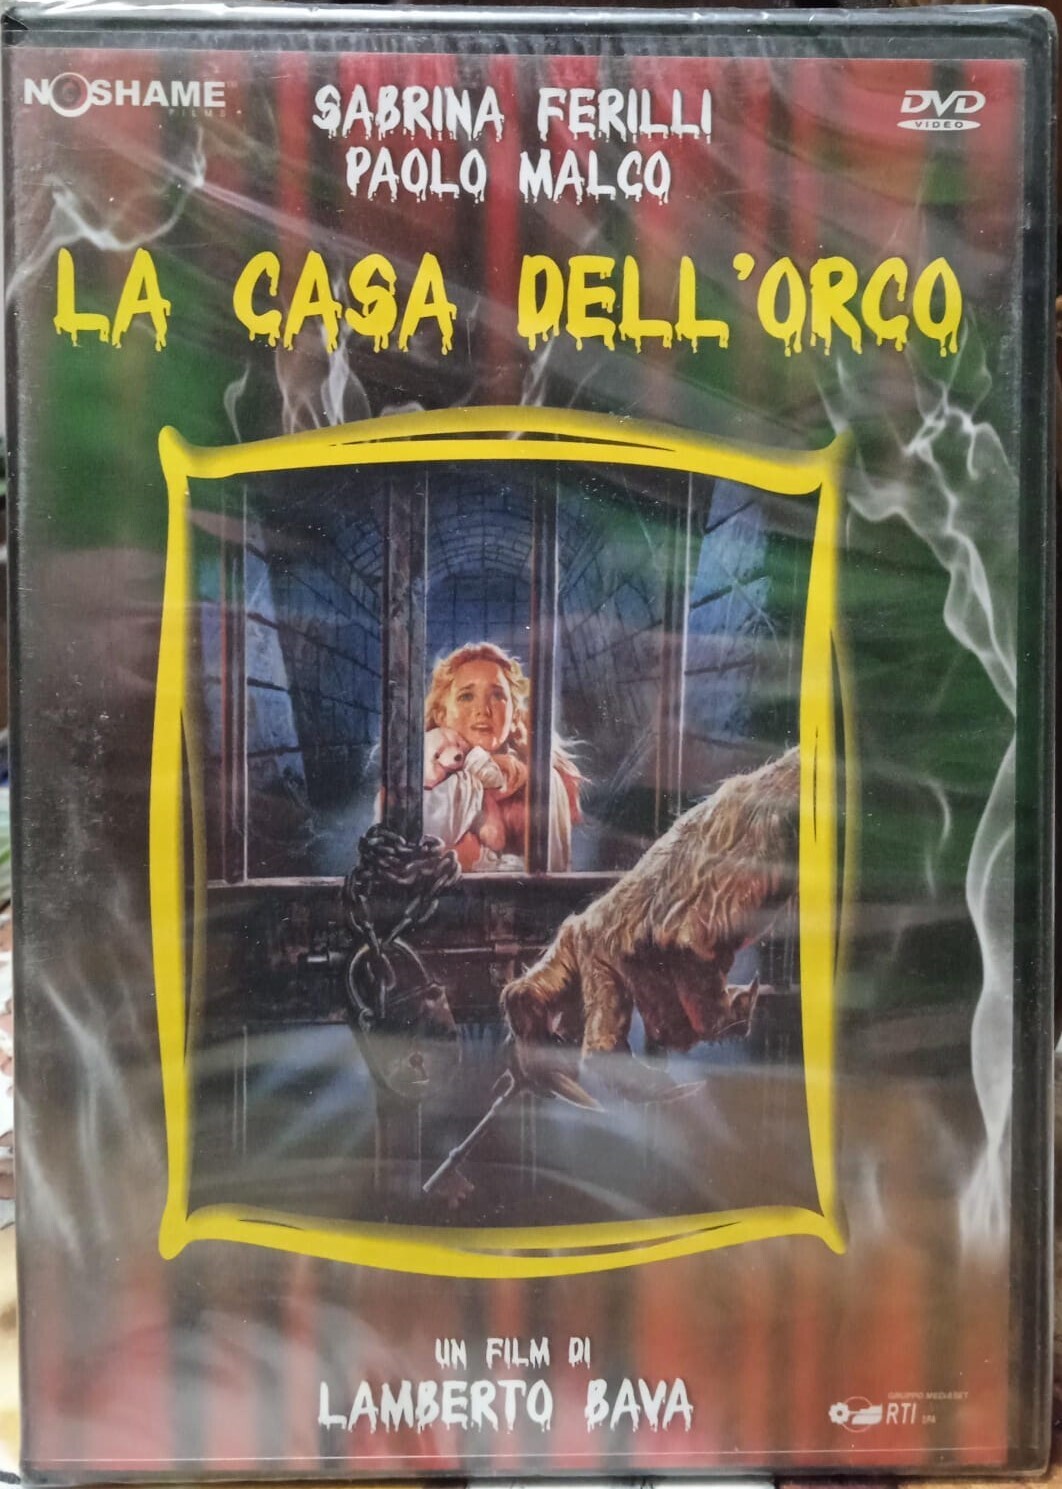 NOSHAME
FILMS
SABRINA FERILLI
PAOLO MALCO
DVD
VIDEO
LA CASA DELL'ORCO
UN FILM DI
LAMBERTO BAVA
GRUPPO MEDIASET
RTI SPA